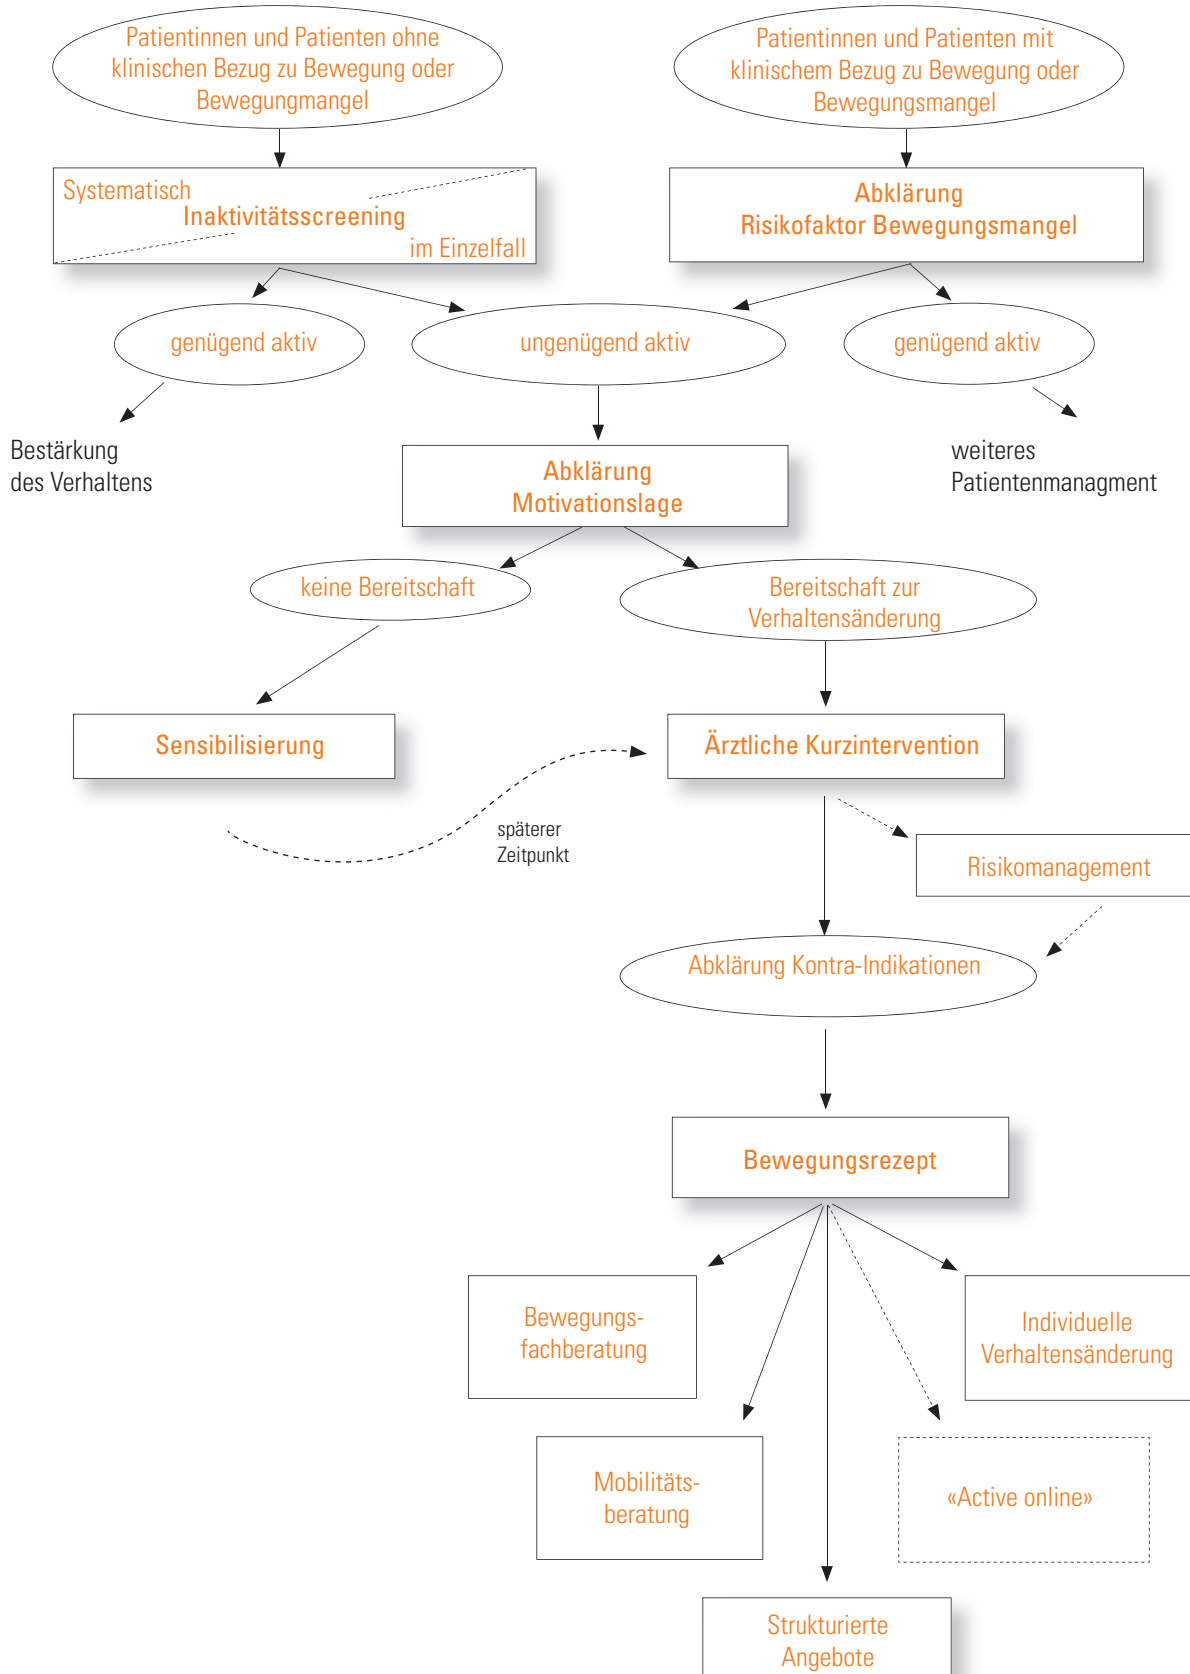 Patientinnen und Patienten ohne
klinischen Bezug zu Bewegung oder
Bewegungmangel
Patientinnen und Patienten mit
klinischem Bezug zu Bewegung oder
Bewegungsmangel
Systematisch
Inaktivitätsscreening
im Einzelfall
Abklärung
Risikofaktor Bewegungsmangel
genügend aktiv
ungenügend aktiv
genügend aktiv
Bestärkung
des Verhaltens
Abklärung
Motivationslage
weiteres
Patientenmanagment
keine Bereitschaft
Bereitschaft zur
Verhaltensänderung
Sensibilisierung
Ärztliche Kurzintervention
späterer
Zeitpunkt
Risikomanagement
Abklärung Kontra-Indikationen
Bewegungsrezept
Bewegungs-
fachberatung
Individuelle
Verhaltensänderung
Mobilitäts-
beratung
«Active online»
Strukturierte
Angebote